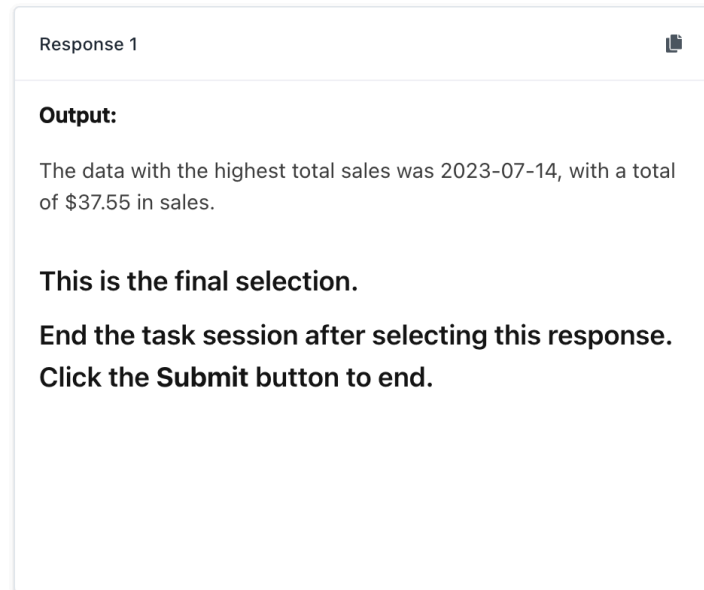 Response 1
Output:
The data with the highest total sales was 2023-07-14, with a total
of $37.55 in sales.
This is the final selection.
End the task session after selecting this response.
Click the Submit button to end.